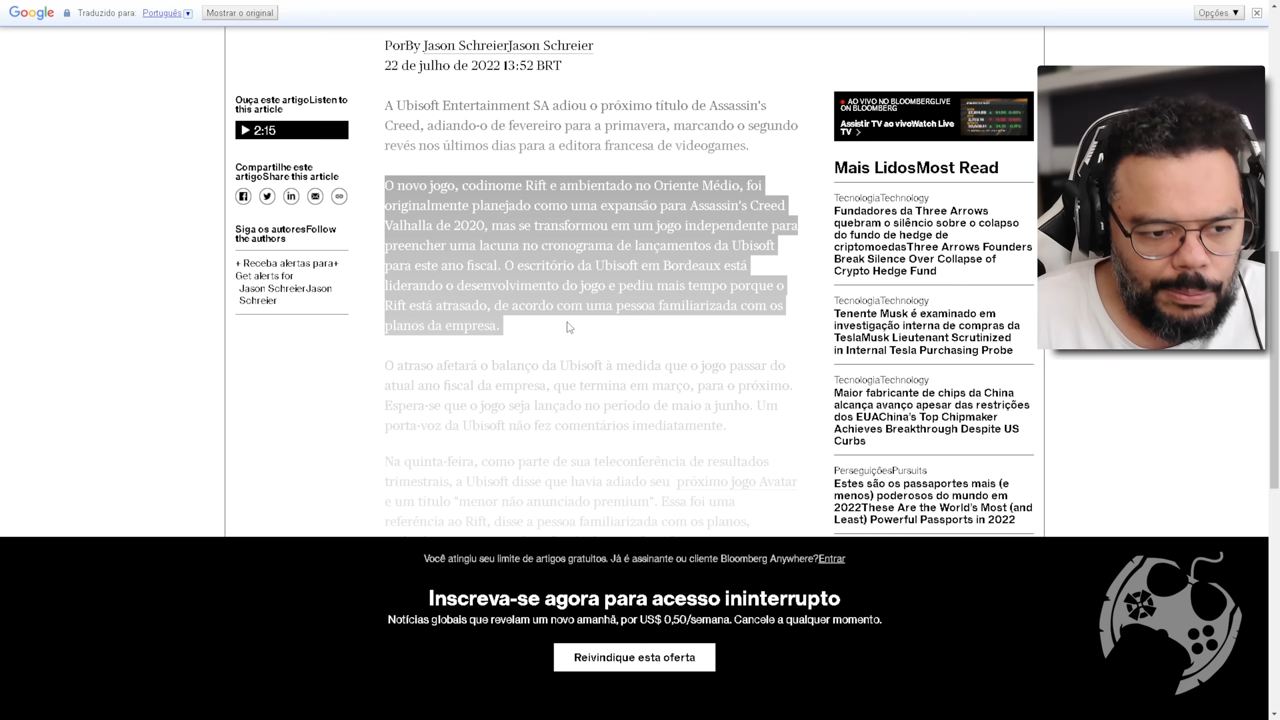 Google
Traduzido para: Português ▼
Mostrar o original
Opções ▼
PorBy Jason SchreierJason Schreier
22 de julho de 2022 13:52 BRT
Ouça este artigoListen to
this article
2:15
Compartilhe este
artigoShare this article
Siga os autoresFollow
the authors
+ Receba alertas para+
Get alerts for
Jason SchreierJason
Schreier
A Ubisoft Entertainment SA adiou o próximo título de Assassin's
Creed, adiando-o de fevereiro para a primavera, marcando o segundo
revés nos últimos dias para a editora francesa de videogames.
O novo jogo, codinome Rift e ambientado no Oriente Médio, foi
originalmente planejado como uma expansão para Assassin's Creed
Valhalla de 2020, mas se transformou em um jogo independente para
preencher uma lacuna no cronograma de lançamentos da Ubisoft
para este ano fiscal. O escritório da Ubisoft em Bordeaux está
liderando o desenvolvimento do jogo e pediu mais tempo porque o
Rift está atrasado, de acordo com uma pessoa familiarizada com os
planos da empresa.
O atraso afetará o balanço da Ubisoft à medida que o jogo passar do
atual ano fiscal da empresa, que termina em março, para o próximo.
Espera-se que o jogo seja lançado no período de maio a junho. Um
porta-voz da Ubisoft não fez comentários imediatamente.
Na quinta-feira, como parte de sua teleconferência de resultados
trimestrais, a Ubisoft disse que havia adiado seu próximo jogo Avatar
e um título "menor não anunciado premium". Essa foi uma
referência ao Rift, disse a pessoa familiarizada com os planos,
AO VIVO NO BLOOMBERGLIVE
ON BLOOMBERG
Assistir TV ao vivoWatch Live
TV
Mais LidosMost Read
TecnologiaTechnology
Fundadores da Three Arrows
quebram o silêncio sobre o colapso
do fundo de hedge de
criptomoedasThree Arrows Founders
Break Silence Over Collapse of
Crypto Hedge Fund
TecnologiaTechnology
Tenente Musk é examinado em
investigação interna de compras da
TeslaMusk Lieutenant Scrutinized
in Internal Tesla Purchasing Probe
TecnologiaTechnology
Maior fabricante de chips da China
alcança avanço apesar das restrições
dos EUAChina's Top Chipmaker
Achieves Breakthrough Despite US
Curbs
PerseguiçõesPursuits
Estes são os passaportes mais (e
menos) poderosos do mundo em
2022These Are the World's Most (and
Least) Powerful Passports in 2022
Você atingiu seu limite de artigos gratuitos. Já é assinante ou cliente Bloomberg Anywhere?Entrar
Inscreva-se agora para acesso ininterrupto
Notícias globais que revelam um novo amanhã, por US$ 0,50/semana. Cancele a qualquer momento.
Reivindique esta oferta